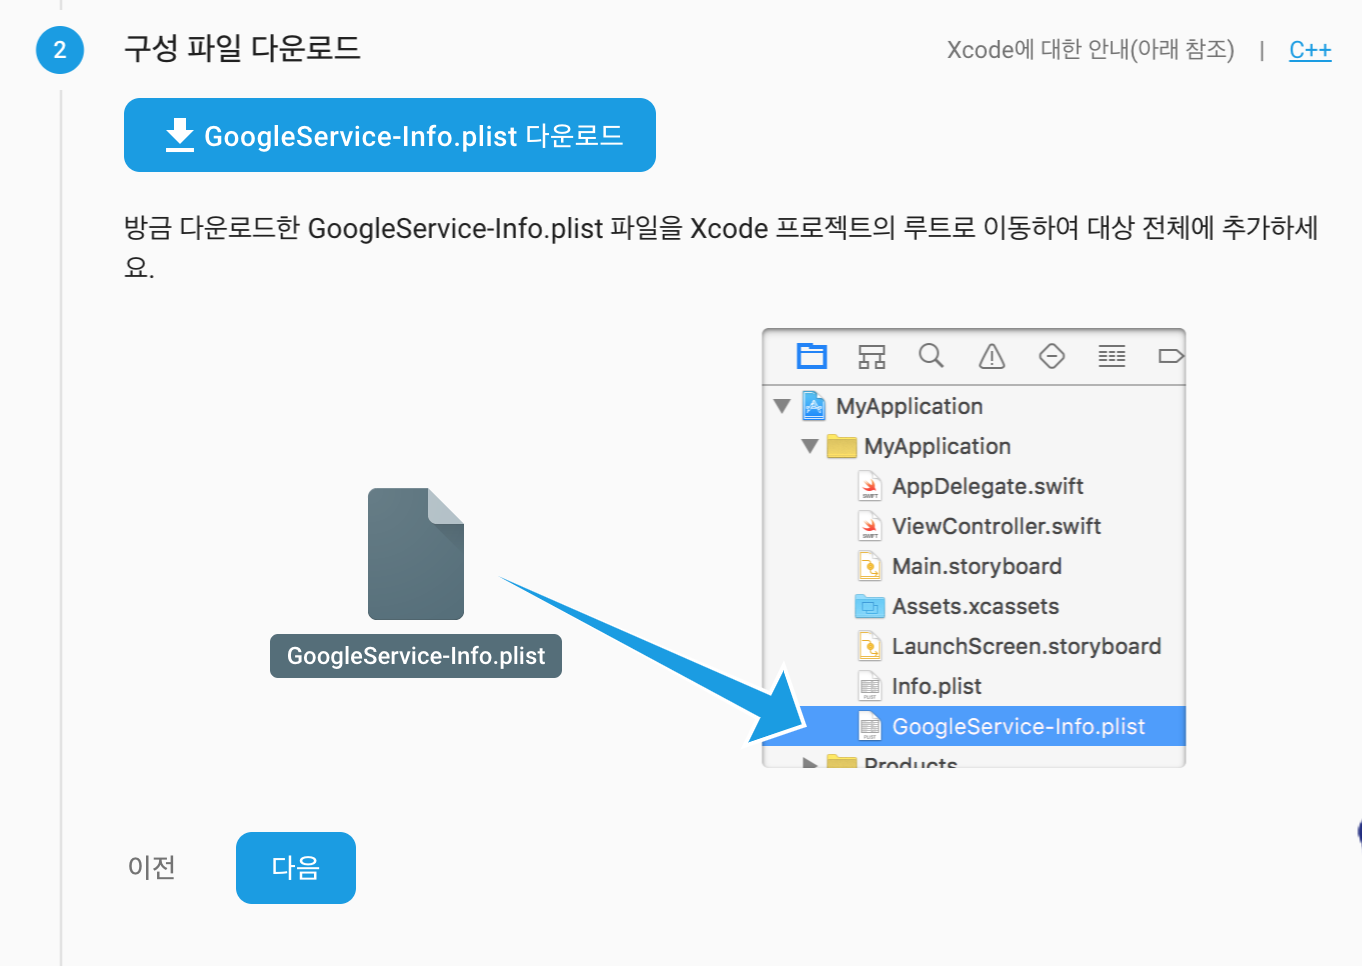 2
구성 파일 다운로드
Xcode에 대한 안내(아래 참조) | C++
GoogleService-Info.plist 다운로드
방금 다운로드한 GoogleService-Info.plist 파일을 Xcode 프로젝트의 루트로 이동하여 대상 전체에 추가하세
요.
GoogleService-Info.plist
MyApplication
MyApplication
AppDelegate.swift
ViewController.swift
Main.storyboard
Assets.xcassets
LaunchScreen.storyboard
Info.plist
GoogleService-Info.plist
Products
이전
다음